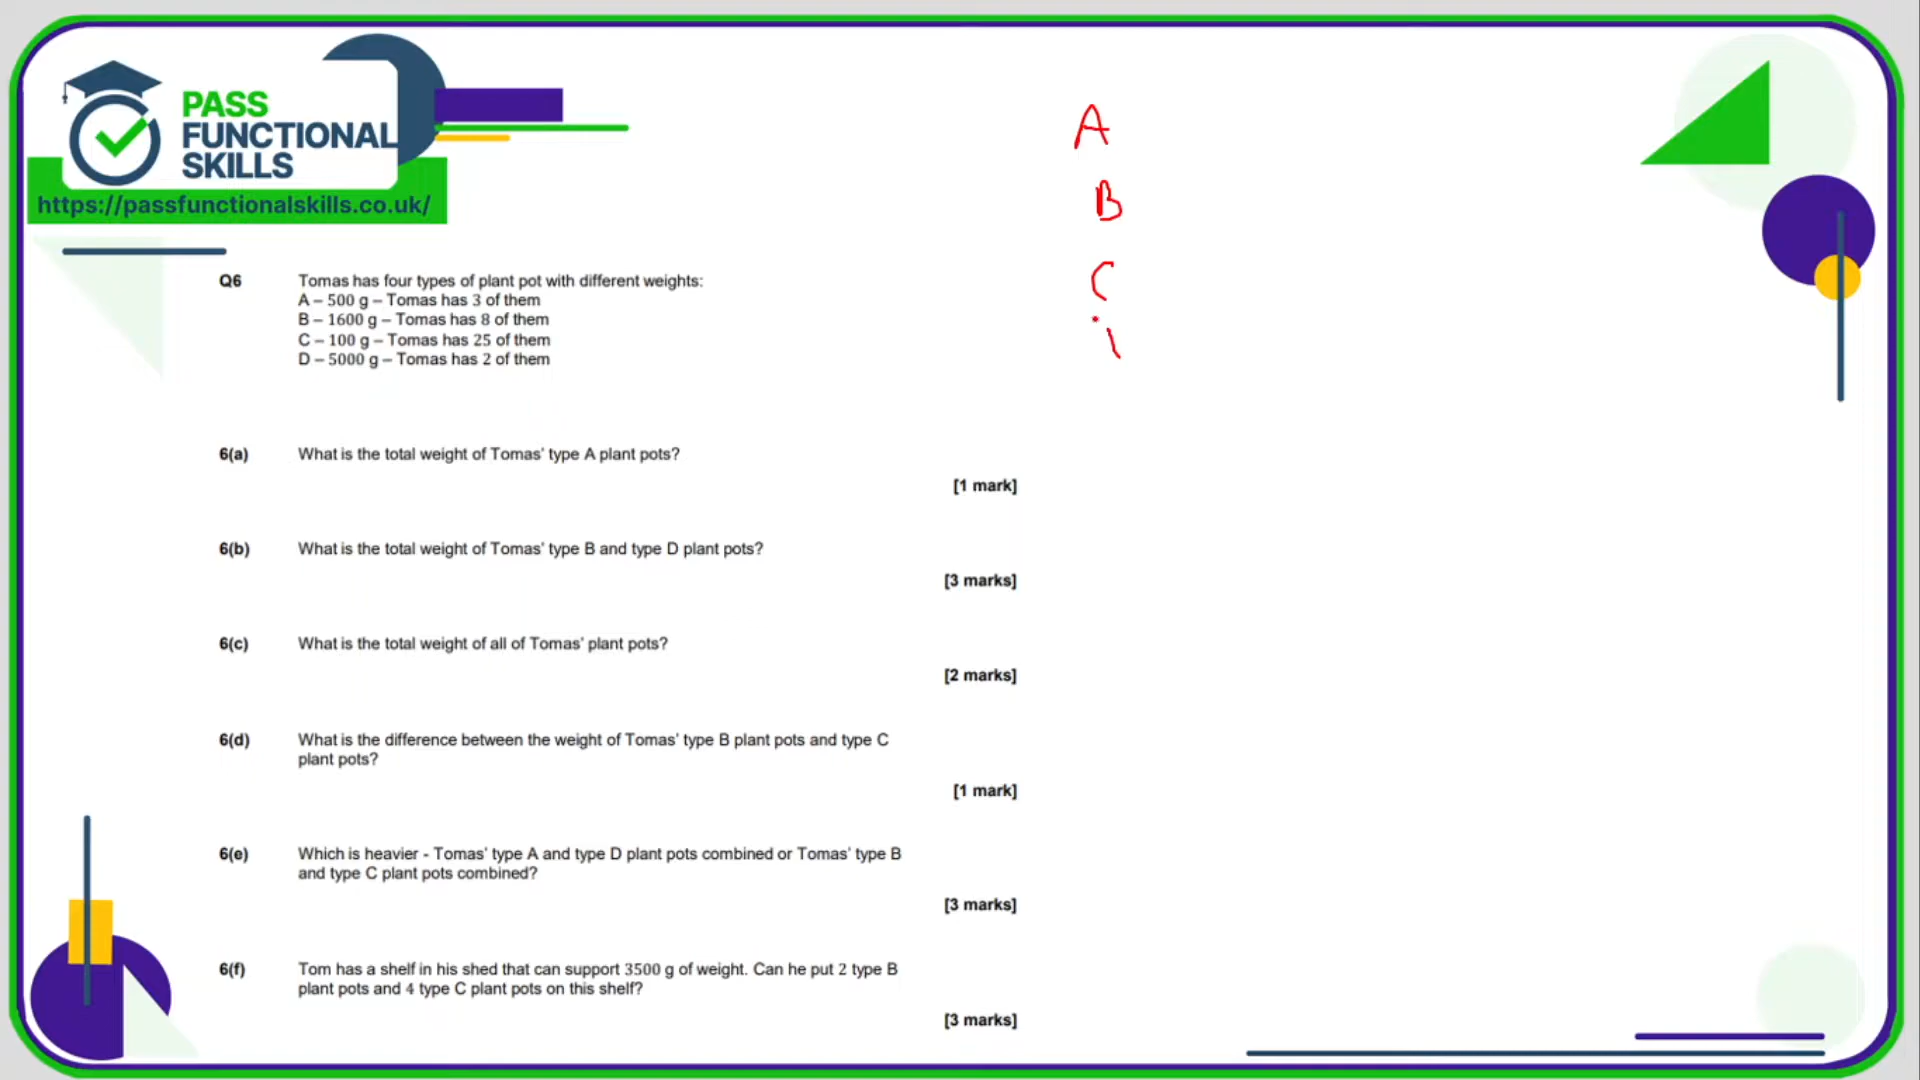 PASS
FUNCTIONAL
SKILLS
https://passfunctionalskills.co.uk/
A
B
C
Q6 Tomas has four types of plant pot with different weights:
A – 500 g – Tomas has 3 of them
B – 1600 g – Tomas has 8 of them
C – 100 g – Tomas has 25 of them
D – 5000 g – Tomas has 2 of them
6(a) What is the total weight of Tomas' type A plant pots?
[1 mark]
6(b) What is the total weight of Tomas' type B and type D plant pots?
[3 marks]
6(c) What is the total weight of all of Tomas' plant pots?
[2 marks]
6(d) What is the difference between the weight of Tomas' type B plant pots and type C
plant pots?
[1 mark]
6(e) Which is heavier - Tomas' type A and type D plant pots combined or Tomas' type B
and type C plant pots combined?
[3 marks]
6(f) Tom has a shelf in his shed that can support 3500 g of weight. Can he put 2 type B
plant pots and 4 type C plant pots on this shelf?
[3 marks]